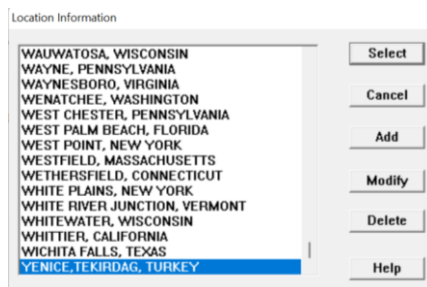 Location Information
WAUWATOSA, WISCONSIN
WAYNE, PENNSYLVANIA
WAYNESBORO, VIRGINIA
WENATCHEE, WASHINGTON
WEST CHESTER, PENNSYLVANIA
WEST PALM BEACH, FLORIDA
WEST POINT, NEW YORK
WESTFIELD, MASSACHUSETTS
WETHERSFIELD, CONNECTICUT
WHITE PLAINS, NEW YORK
WHITE RIVER JUNCTION, VERMONT
WHITEWATER, WISCONSIN
WHITTIER, CALIFORNIA
WICHITA FALLS, TEXAS
YENICE,TEKIRDAG, TURKEY
Select
Cancel
Add
Modify
Delete
Help